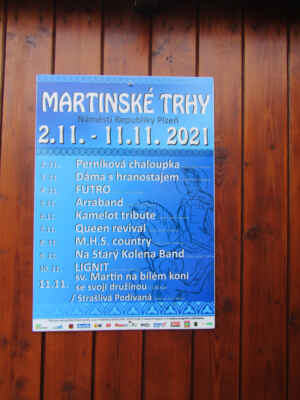 MARTINSKÉ TRHY
Náměstí Republiky Plzeň
2.11. - 11.11. 2021
Perníková chaloupka
Dáma s hranostajem
FUTRO
Arraband
Kamelot tribute
Queen revival
M.H.S. country
Na Starý Kolena Band
10.11. LIGNIT
11.11. sv. Martin na bílém koni
se svojí družinou
/ Strašlivá Podívaná